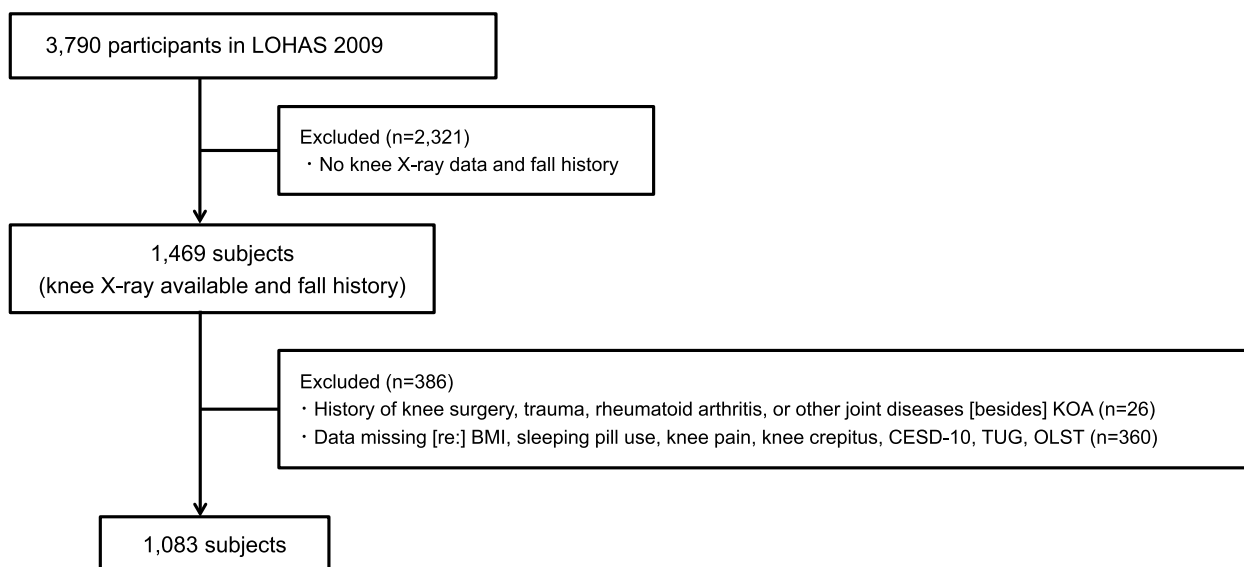 3,790 participants in LOHAS 2009
Excluded (n=2,321)
・No knee X-ray data and fall history
1,469 subjects
(knee X-ray available and fall history)
Excluded (n=386)
・History of knee surgery, trauma, rheumatoid arthritis, or other joint diseases [besides] KOA (n=26)
・Data missing [re:] BMI, sleeping pill use, knee pain, knee crepitus, CESD-10, TUG, OLST (n=360)
1,083 subjects